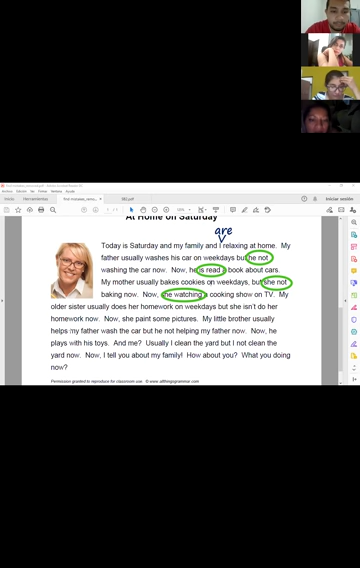 Archivo Edición Ver Firmar Ventana Ayuda
Inicio Herramientas Iniciar sesión
At Home on Saturday
are
Today is Saturday and my family and I relaxing at home. My
father usually washes his car on weekdays but he not
washing the car now. Now, he is read a book about cars.
My mother usually bakes cookies on weekdays, but she not
baking now. Now, she watching a cooking show on TV. My
older sister usually does her homework on weekdays but she isn't do her
homework now. Now, she paint some pictures. My little brother usually
helps my father wash the car but he not helping my father now. Now, he
plays with his toys. And me? Usually I clean the yard but I not clean the
yard now. Now, I tell you about my family! How about you? What you doing
now?
Permission granted to reproduce for classroom use. © www.allthingsgrammar.com